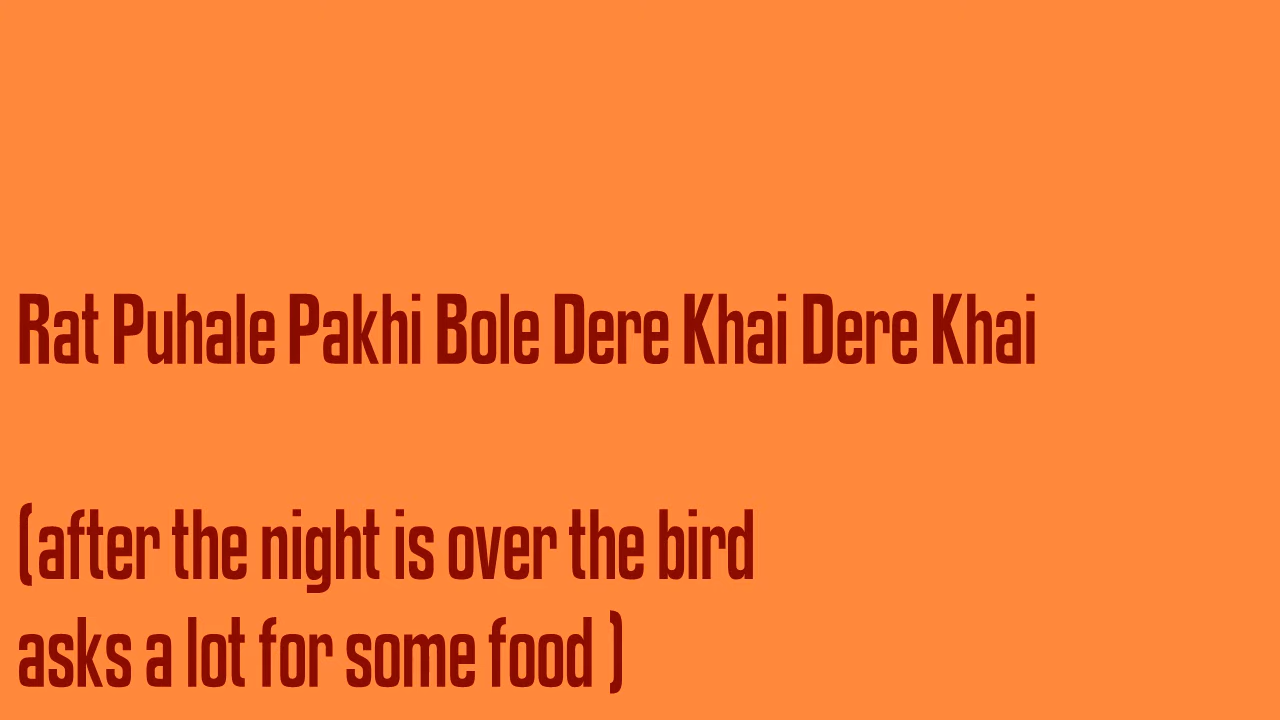 Rat Puhale Pakhi Bole Dere Khai Dere Khai
(after the night is over the bird
asks a lot for some food )